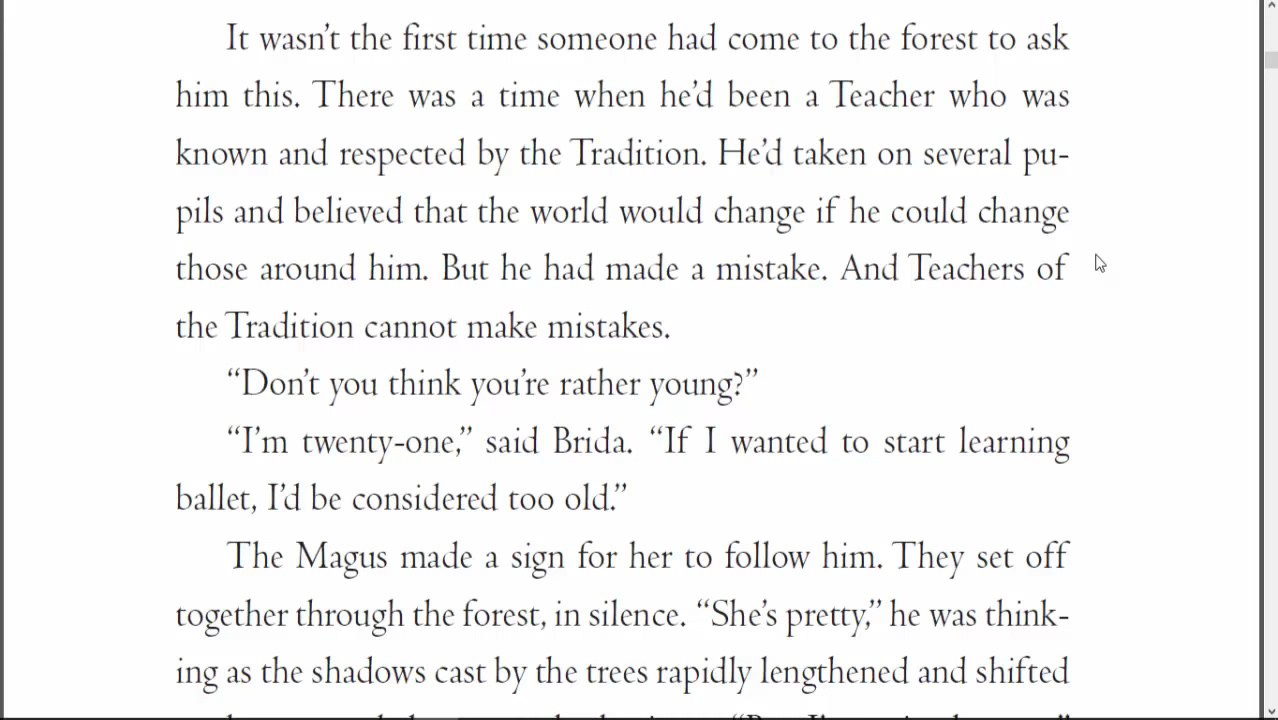 It wasn’t the first time someone had come to the forest to ask
him this. There was a time when he’d been a Teacher who was
known and respected by the Tradition. He’d taken on several pu-
pils and believed that the world would change if he could change
those around him. But he had made a mistake. And Teachers of
the Tradition cannot make mistakes.
“Don’t you think you’re rather young?”
“I’m twenty-one,” said Brida. “If I wanted to start learning
ballet, I’d be considered too old.”
The Magus made a sign for her to follow him. They set off
together through the forest, in silence. “She’s pretty,” he was think-
ing as the shadows cast by the trees rapidly lengthened and shifted